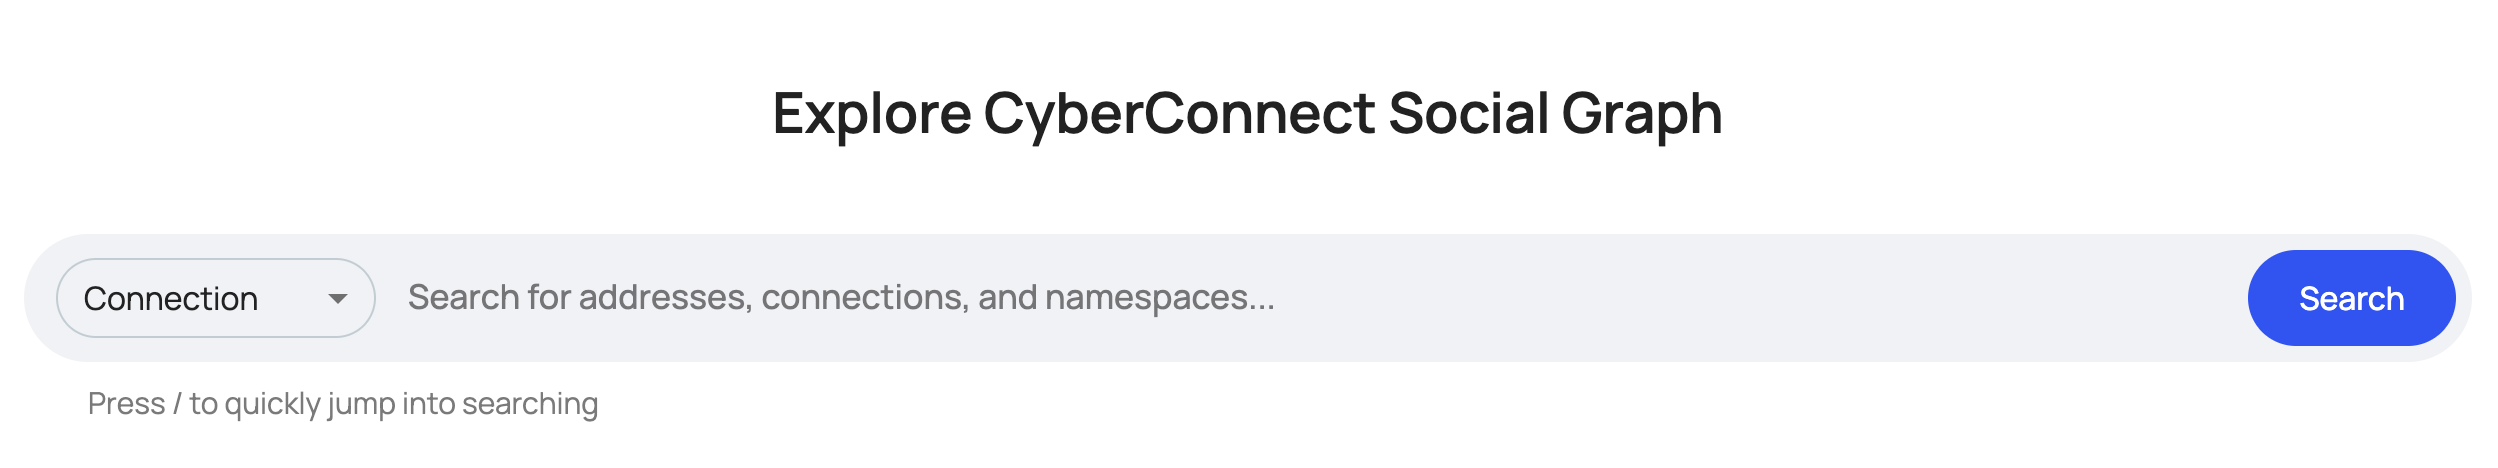 Explore CyberConnect Social Graph
Connection
Search for addresses, connections, and namespaces...
Search
Press / to quickly jump into searching